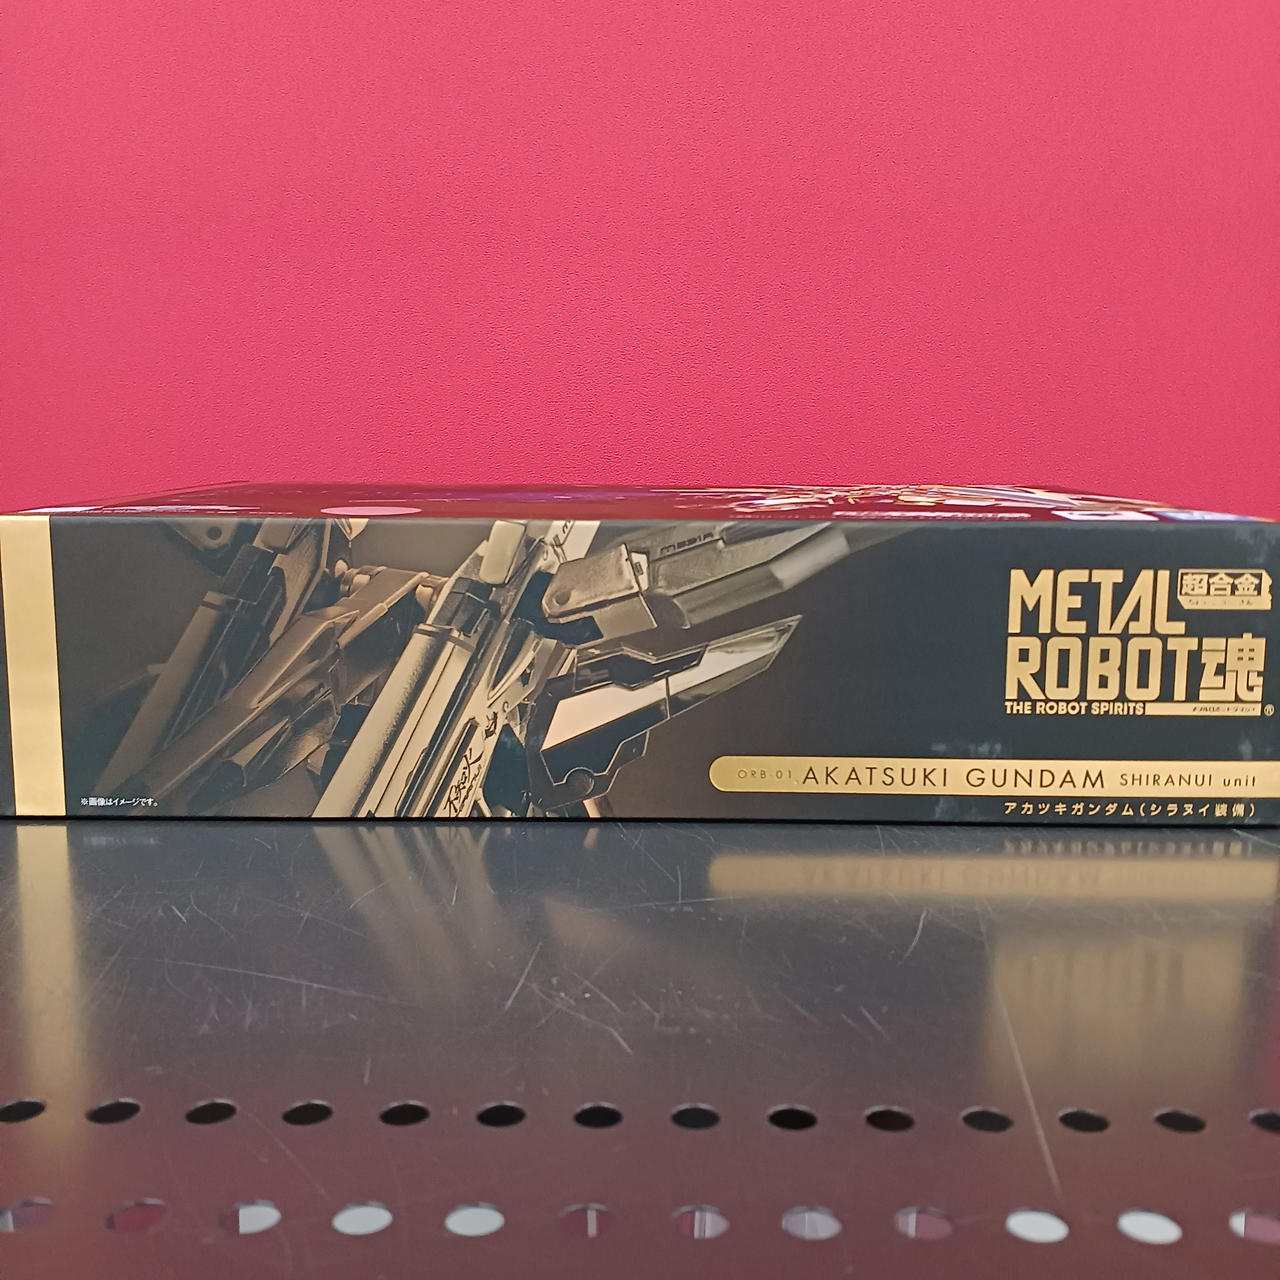 METAL 超合金
ROBOT魂
THE ROBOT SPIRITS
®
ORB-01 AKATSUKI GUNDAM SHIRANUI unit
アカツキガンダム（シラヌイ装備）
※画像はイメージです。